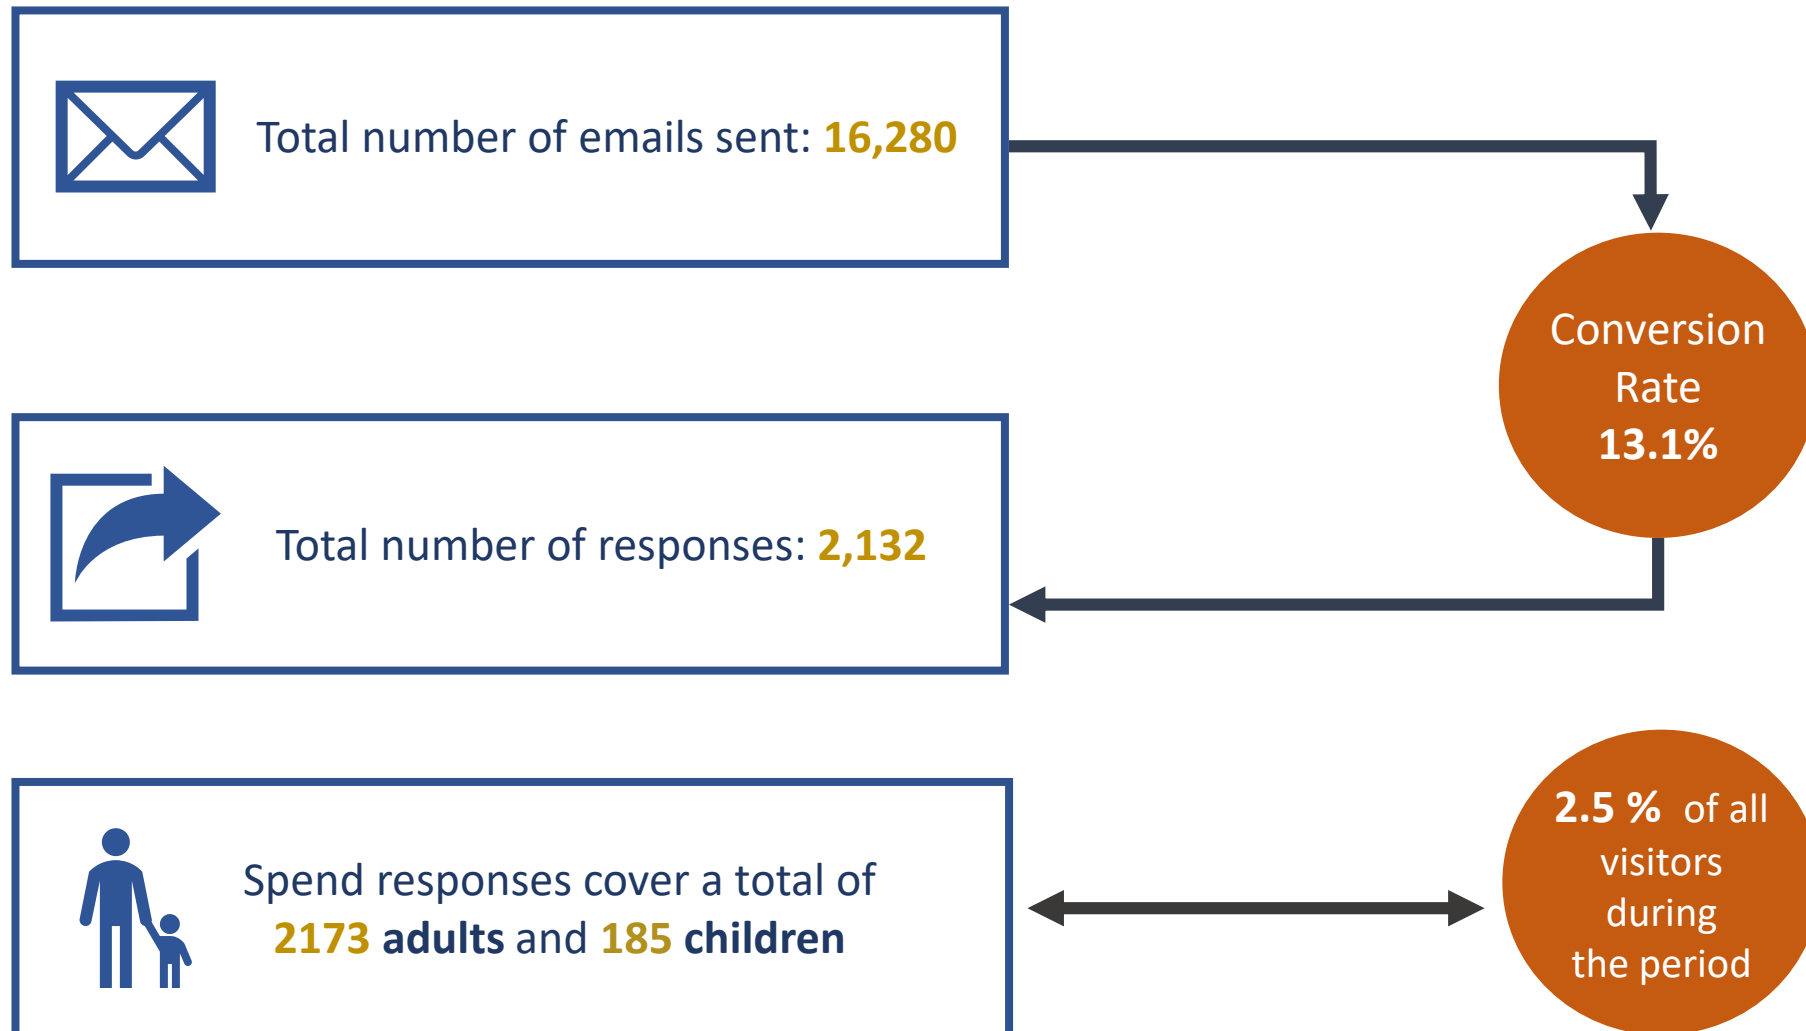 Total number of emails sent: 16,280
Conversion
Rate
13.1%
Total number of responses: 2,132
Spend responses cover a total of
2173 adults and 185 children
2.5 % of all
visitors
during
the period